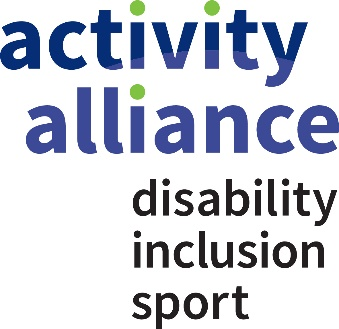 activity
alliance
disability
inclusion
sport